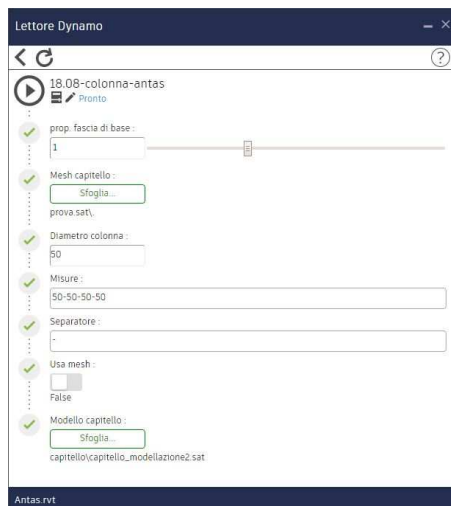 Lettore Dynamo
18.08-colonna-antas
Pronto
prop. fascia di base :
1
Mesh capitello :
Sfoglia...
prova.sat\,
Diametro colonna :
50
Misure :
50-50-50-50
Separatore :
-
Usa mesh :
False
Modello capitello :
Sfoglia...
capitello\capitello_modellazione2.sat
Antas.rvt